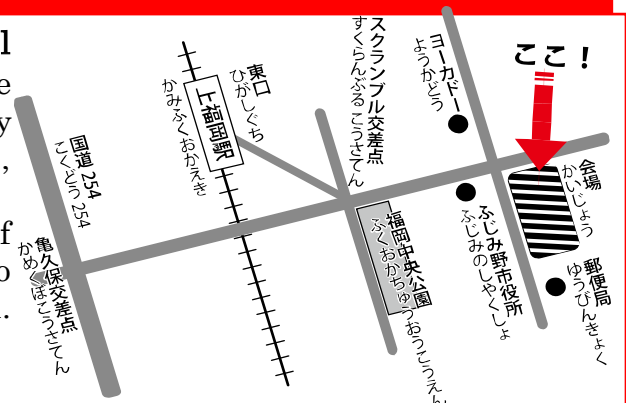 l
e
y
,
f
o
.
国道 254
こくどう 254
亀久保交差点
かめくぼこうさてん
上福岡駅
かみふくおかえき
東口
ひがしぐち
スクランブル交差点
すくらんぶる こうさてん
ヨーカドー
ようかどう
ここ！
会場
かいじょう
福岡中央公園
ふくおかちゅうおうこうえん
ふじみ野市役所
ふじみのしやくしょ
郵便局
ゆうびんきょく